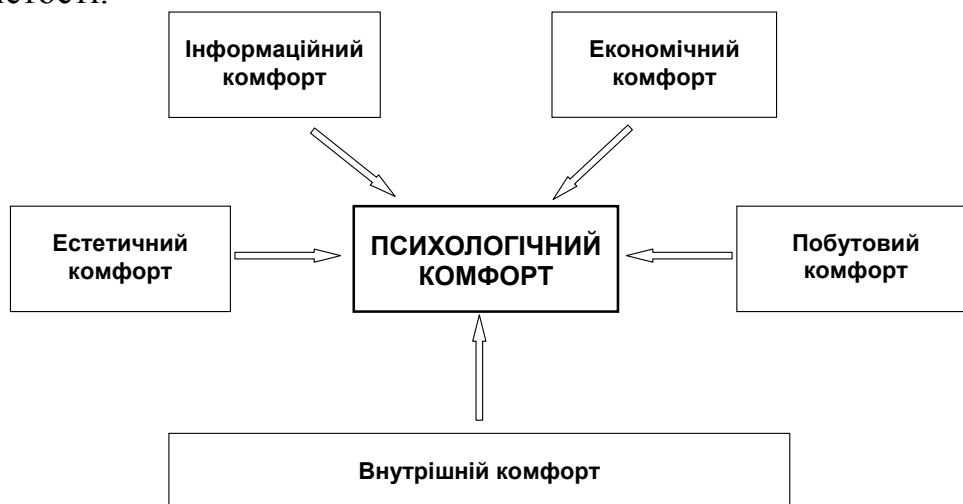 Інформаційний
комфорт
Економічний
комфорт
Естетичний
комфорт
ПСИХОЛОГІЧНИЙ
КОМФОРТ
Побутовий
комфорт
Внутрішній комфорт